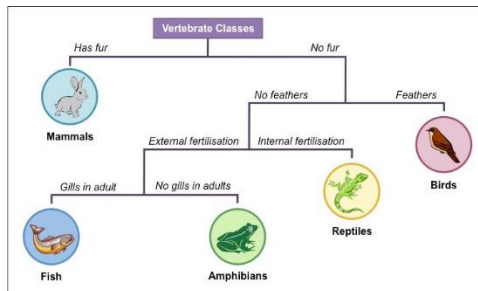 Vertebrate Classes
Has fur
No fur
Mammals
No feathers
Feathers
Birds
External fertilisation
Internal fertilisation
Reptiles
Gills in adult
No gills in adults
Fish
Amphibians